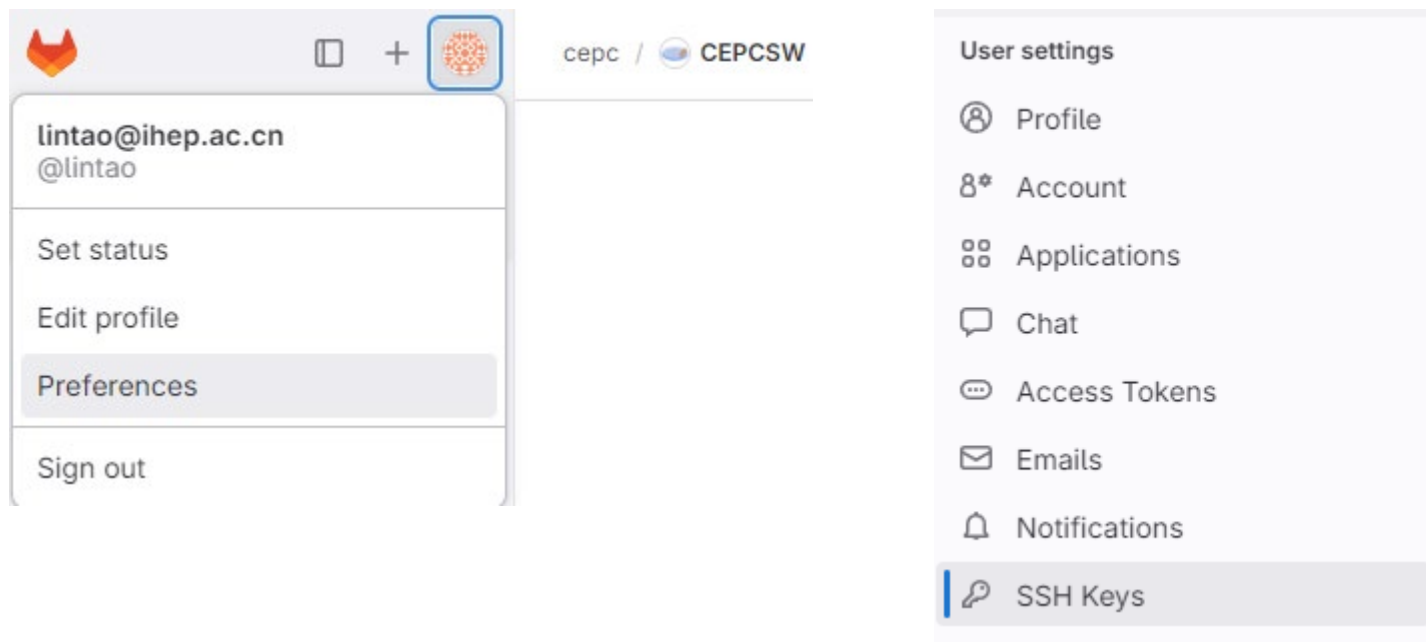 cepc / CEPCSW
lintao@ihep.ac.cn
@lintao
Set status
Edit profile
Preferences
Sign out
User settings
Profile
Account
Applications
Chat
Access Tokens
Emails
Notifications
SSH Keys